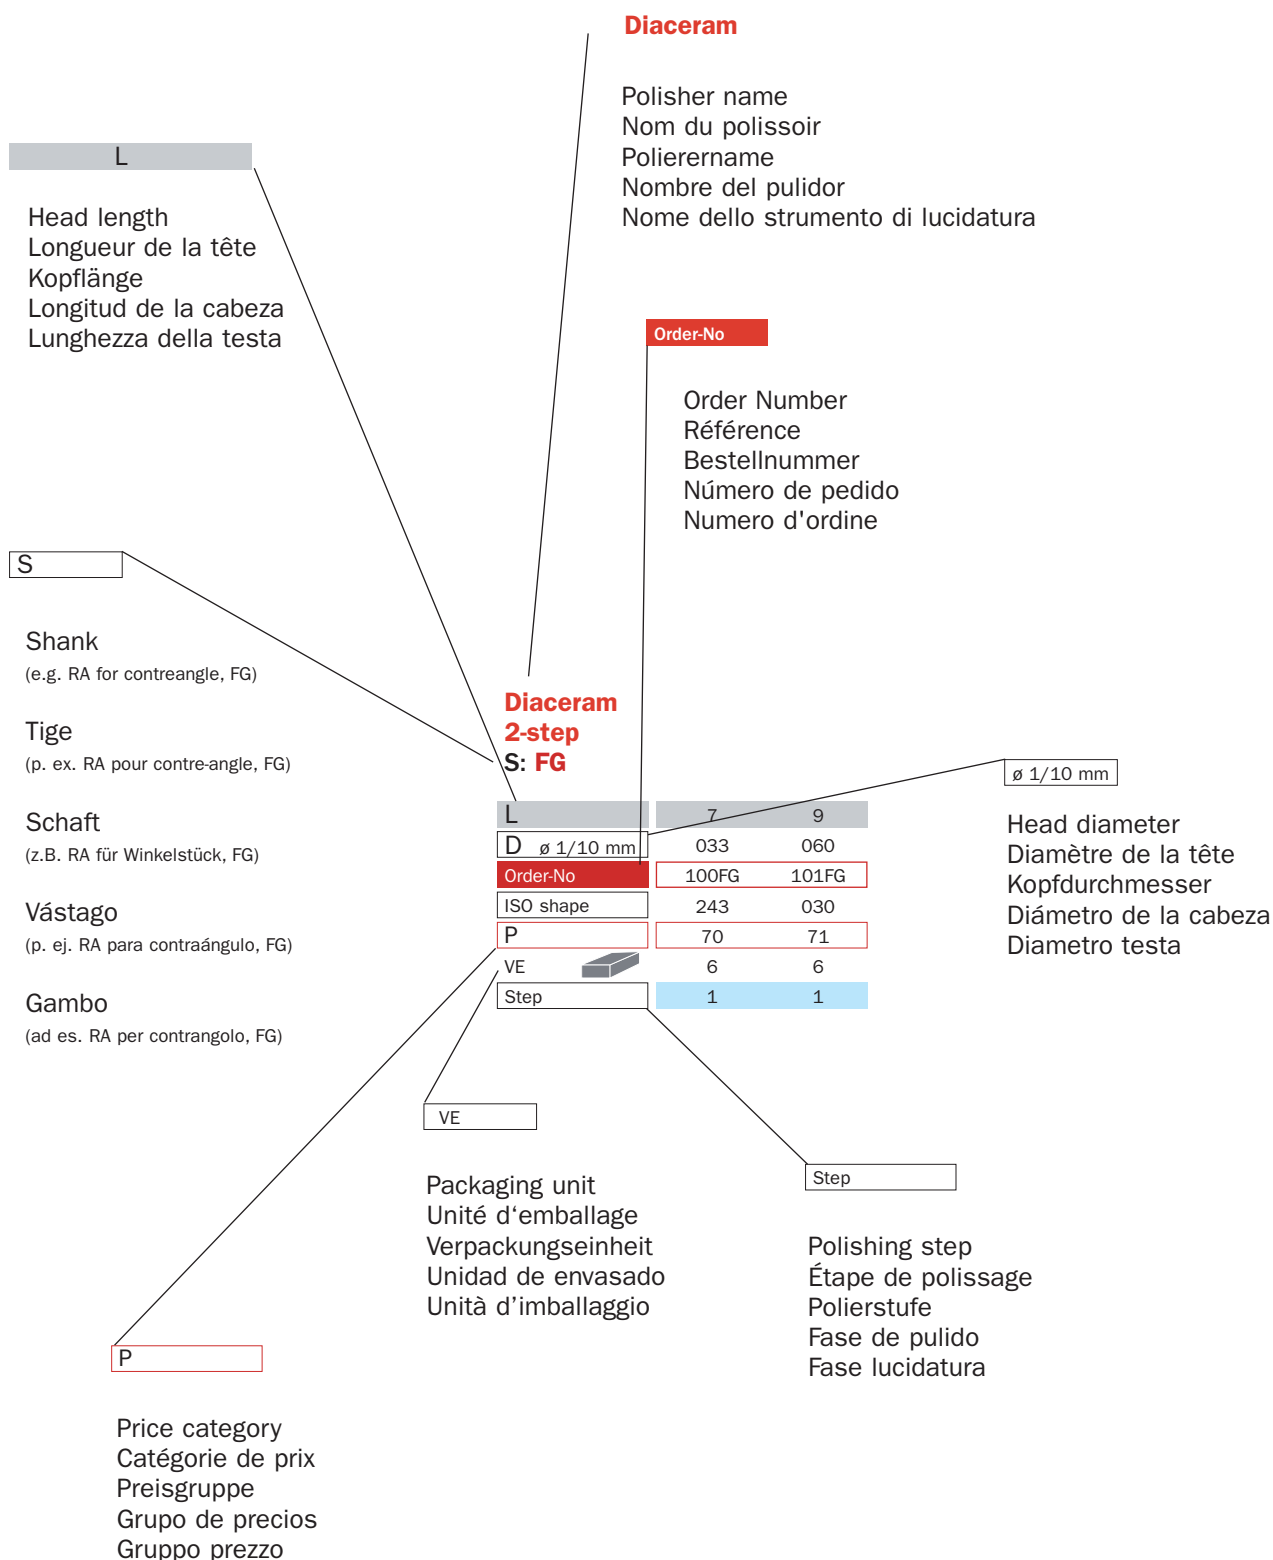 Diaceram
Polisher name
Nom du polissoir
Polierername
Nombre del pulidor
Nome dello strumento di lucidatura
L
Head length
Longueur de la tête
Kopflänge
Longitud de la cabeza
Lunghezza della testa
Order-No
Order Number
Référence
Bestellnummer
Número de pedido
Numero d'ordine
S
Shank
(e.g. RA for contreangle, FG)
Tige
(p. ex. RA pour contre-angle, FG)
Schaft
(z.B. RA für Winkelstück, FG)
Vástago
(p. ej. RA para contraángulo, FG)
Gambo
(ad es. RA per contrangolo, FG)
Diaceram
2-step
S: FG
L 7 9
D ø 1/10 mm 033 060
Order-No 100FG 101FG
ISO shape 243 030
P 70 71
VE 6 6
Step 1 1
ø 1/10 mm
Head diameter
Diamètre de la tête
Kopfdurchmesser
Diámetro de la cabeza
Diametro testa
VE
Packaging unit
Unité d‘emballage
Verpackungseinheit
Unidad de envasado
Unità d’imballaggio
Step
Polishing step
Étape de polissage
Polierstufe
Fase de pulido
Fase lucidatura
P
Price category
Catégorie de prix
Preisgruppe
Grupo de precios
Gruppo prezzo